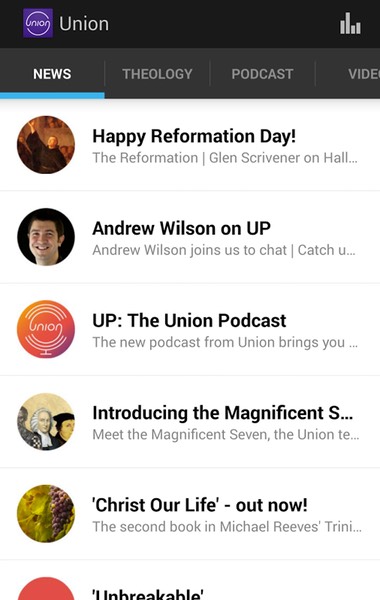 union
Union
NEWS
THEOLOGY
PODCAST
VIDEO
Happy Reformation Day!
The Reformation | Glen Scrivener on Hall…
Andrew Wilson on UP
Andrew Wilson joins us to chat | Catch u…
union
UP: The Union Podcast
The new podcast from Union brings you …
Introducing the Magnificent S…
Meet the Magnificent Seven, the Union te…
'Christ Our Life' - out now!
The second book in Michael Reeves' Trini…
'Unbreakable'